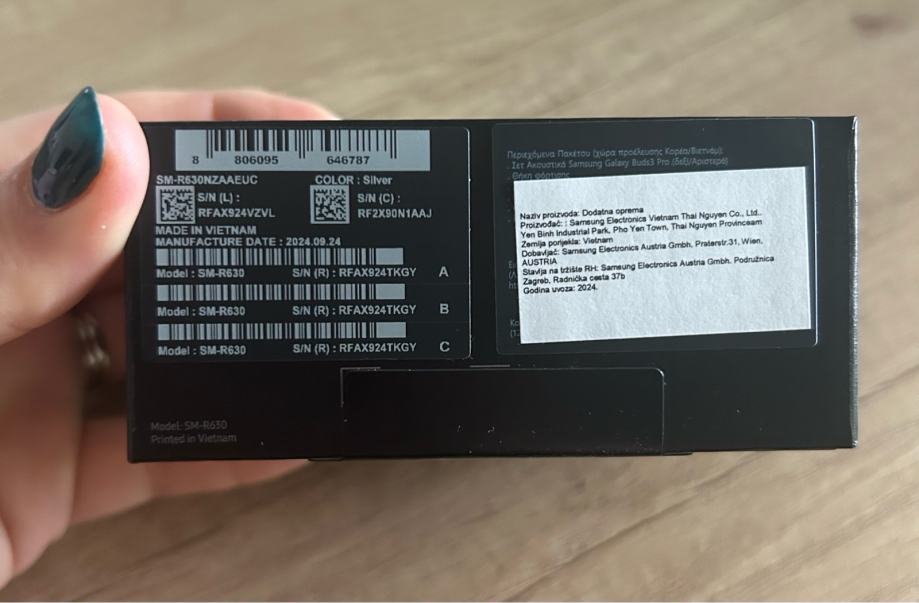 8 806095 646787
SM-R630NZAAEUC COLOR : Silver
S/N (L) : S/N (C) :
RFAX924VZVL RF2X90N1AAJ
MADE IN VIETNAM
MANUFACTURE DATE : 2024.09.24
Model : SM-R630 S/N (R) : RFAX924TKGY A
Model : SM-R630 S/N (R) : RFAX924TKGY B
Model : SM-R630 S/N (R) : RFAX924TKGY C
Model: SM-R630
Printed in Vietnam
Περιεχόμενα Πακέτου (χώρα προέλευσης Κορέα/Βιετνάμ):
. Σετ Ακουστικά Samsung Galaxy Buds3 Pro (δεξί/Αριστερό)
. Θήκη φόρτισης
Naziv proizvoda: Dodatna oprema
Proizvođač: : Samsung Electronics Vietnam Thai Nguyen Co., Ltd..
Yen Binh Industrial Park, Pho Yen Town, Thai Nguyen Provinceam
Zemlja porijekla: Vietnam
Dobavljač: Samsung Electronics Austria Gmbh, Praterstr.31, Wien,
AUSTRIA
Stavlja na tržište RH: Samsung Electronics Austria Gmbh. Podružnica
Zagreb, Radnička cesta 37b
Godina uvoza: 2024.